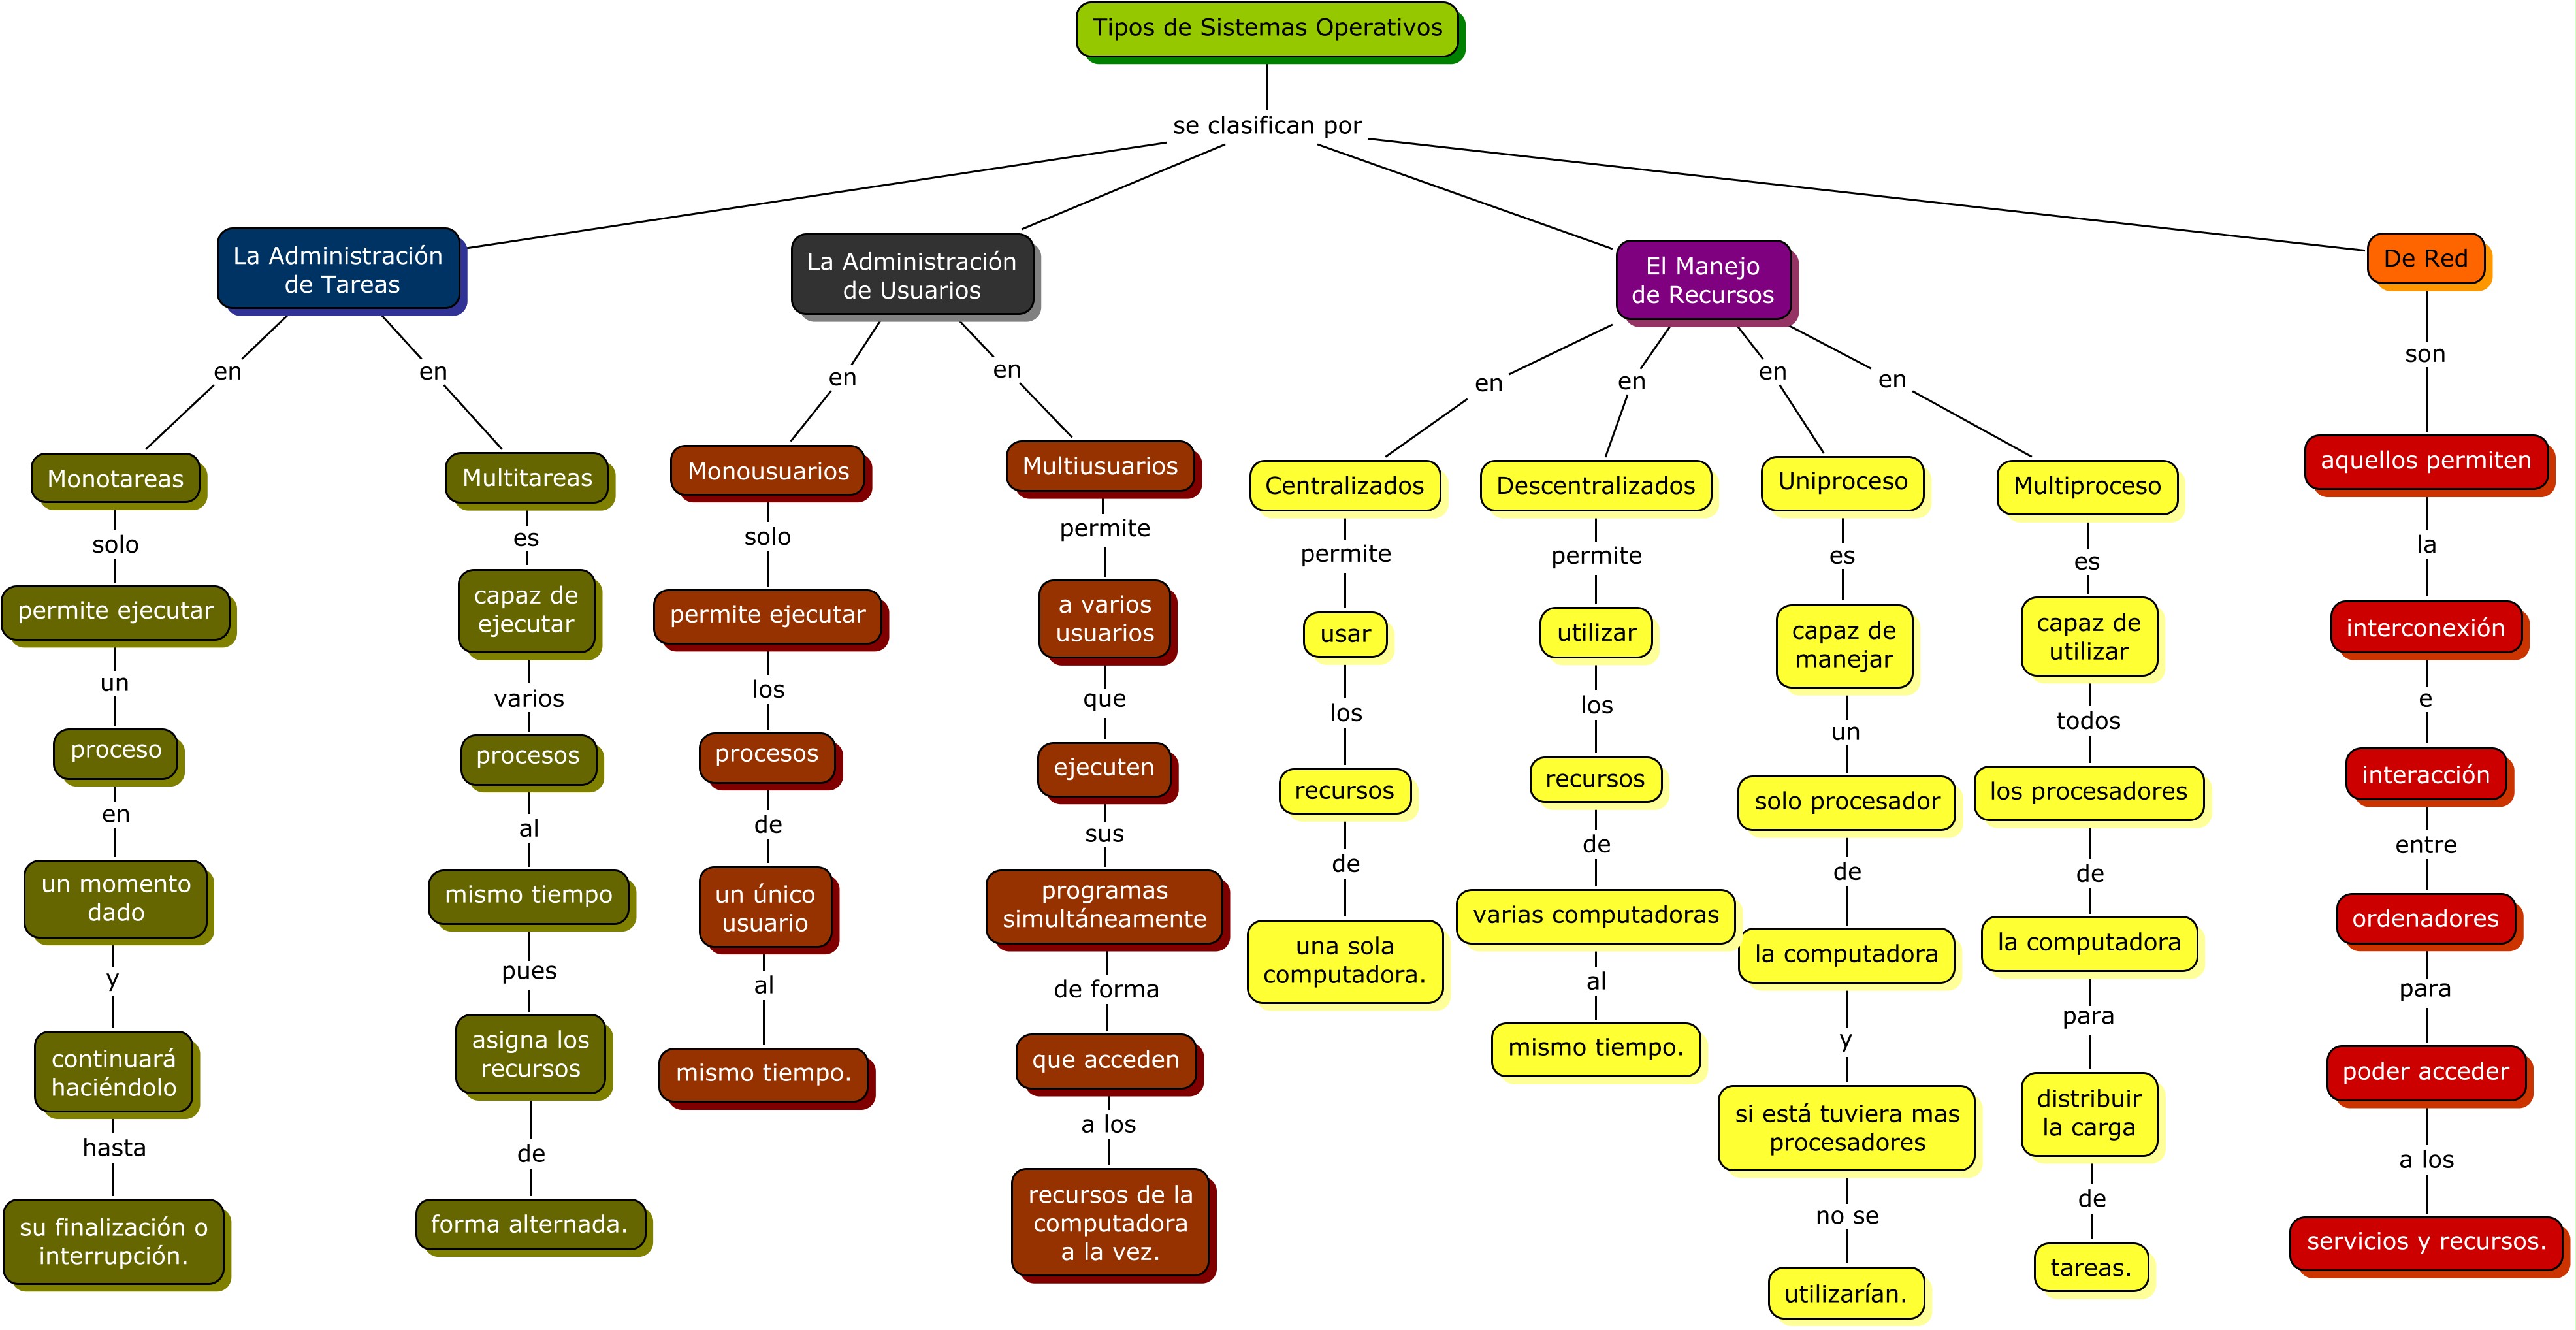 Tipos de Sistemas Operativos
se clasifican por
La Administración
de Tareas
en
Monotareas
solo
permite ejecutar
un
proceso
en
un momento
dado
y
continuará
haciéndolo
hasta
su finalización o
interrupción.
en
Multitareas
es
capaz de
ejecutar
varios
procesos
al
mismo tiempo
pues
asigna los
recursos
de
forma alternada.
La Administración
de Usuarios
en
Monousuarios
solo
permite ejecutar
los
procesos
de
un único
usuario
al
mismo tiempo.
en
Multiusuarios
permite
a varios
usuarios
que
ejecuten
sus
programas
simultáneamente
de forma
que acceden
a los
recursos de la
computadora
a la vez.
El Manejo
de Recursos
en
Centralizados
permite
usar
los
recursos
de
una sola
computadora.
en
Descentralizados
permite
utilizar
los
recursos
de
varias computadoras
al
mismo tiempo.
en
Uniproceso
es
capaz de
manejar
un
solo procesador
de
la computadora
y
si está tuviera mas
procesadores
no se
utilizarían.
en
Multiproceso
es
capaz de
utilizar
todos
los procesadores
de
la computadora
para
distribuir
la carga
de
tareas.
De Red
son
aquellos permiten
la
interconexión
e
interacción
entre
ordenadores
para
poder acceder
a los
servicios y recursos.